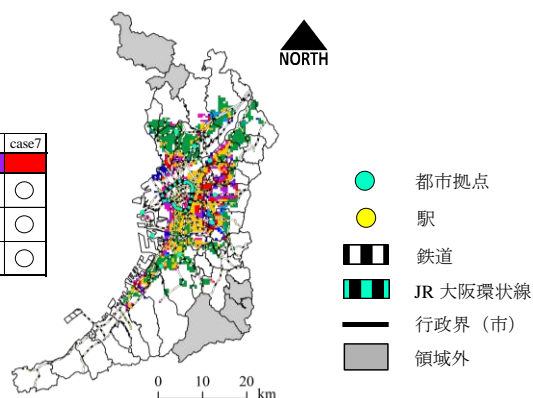 NORTH
case7
○
○
○
都市拠点
駅
鉄道
JR 大阪環状線
行政界（市）
領域外
0 10 20
km